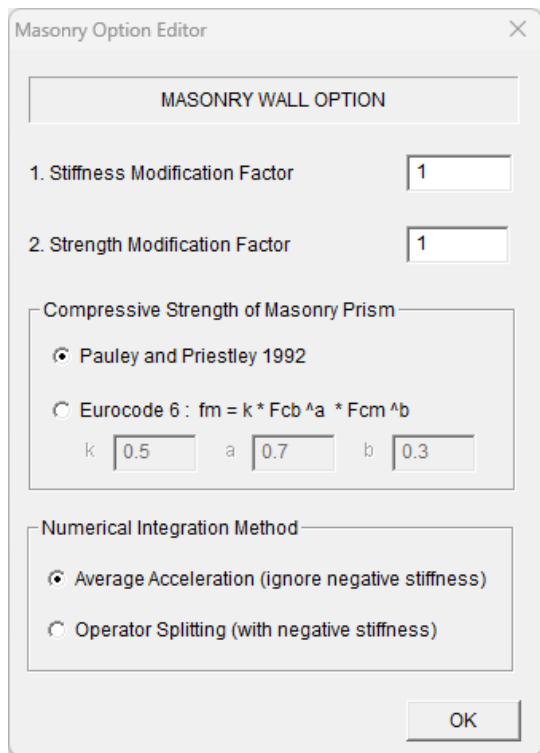 Masonry Option Editor
MASONRY WALL OPTION
1. Stiffness Modification Factor 1
2. Strength Modification Factor 1
Compressive Strength of Masonry Prism
Pauley and Priestley 1992
Eurocode 6 : fm = k * Fcb ^a * Fcm ^b
k 0.5 a 0.7 b 0.3
Numerical Integration Method
Average Acceleration (ignore negative stiffness)
Operator Splitting (with negative stiffness)
OK